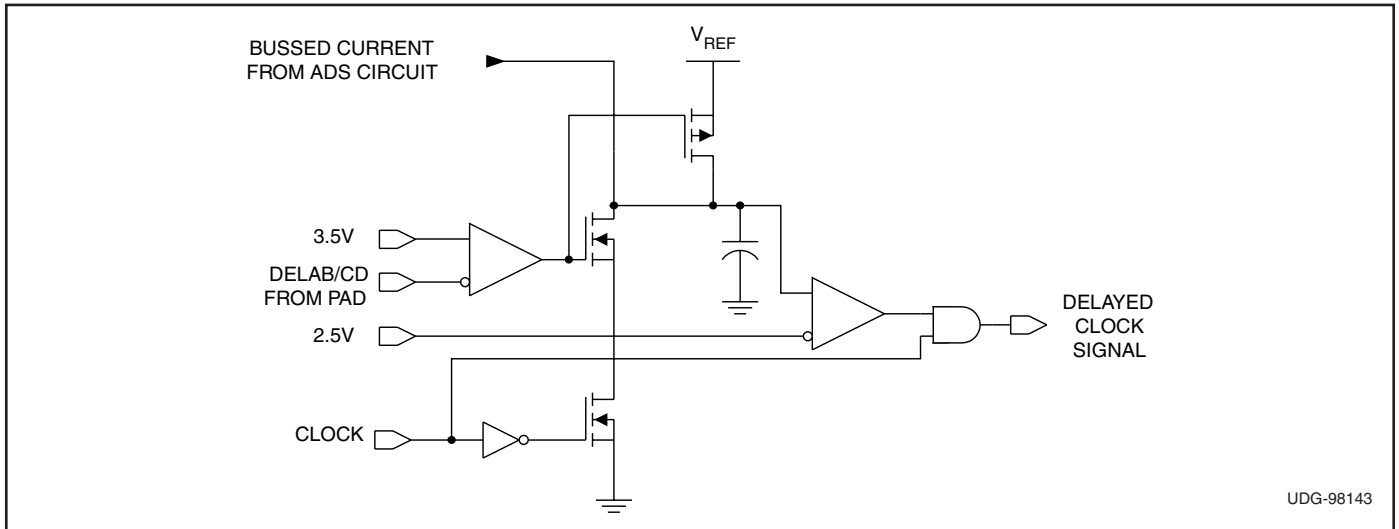 BUSSED CURRENT
FROM ADS CIRCUIT
VREF
3.5V
DELAB/CD
FROM PAD
2.5V
DELAYED
CLOCK
SIGNAL
CLOCK
UDG-98143